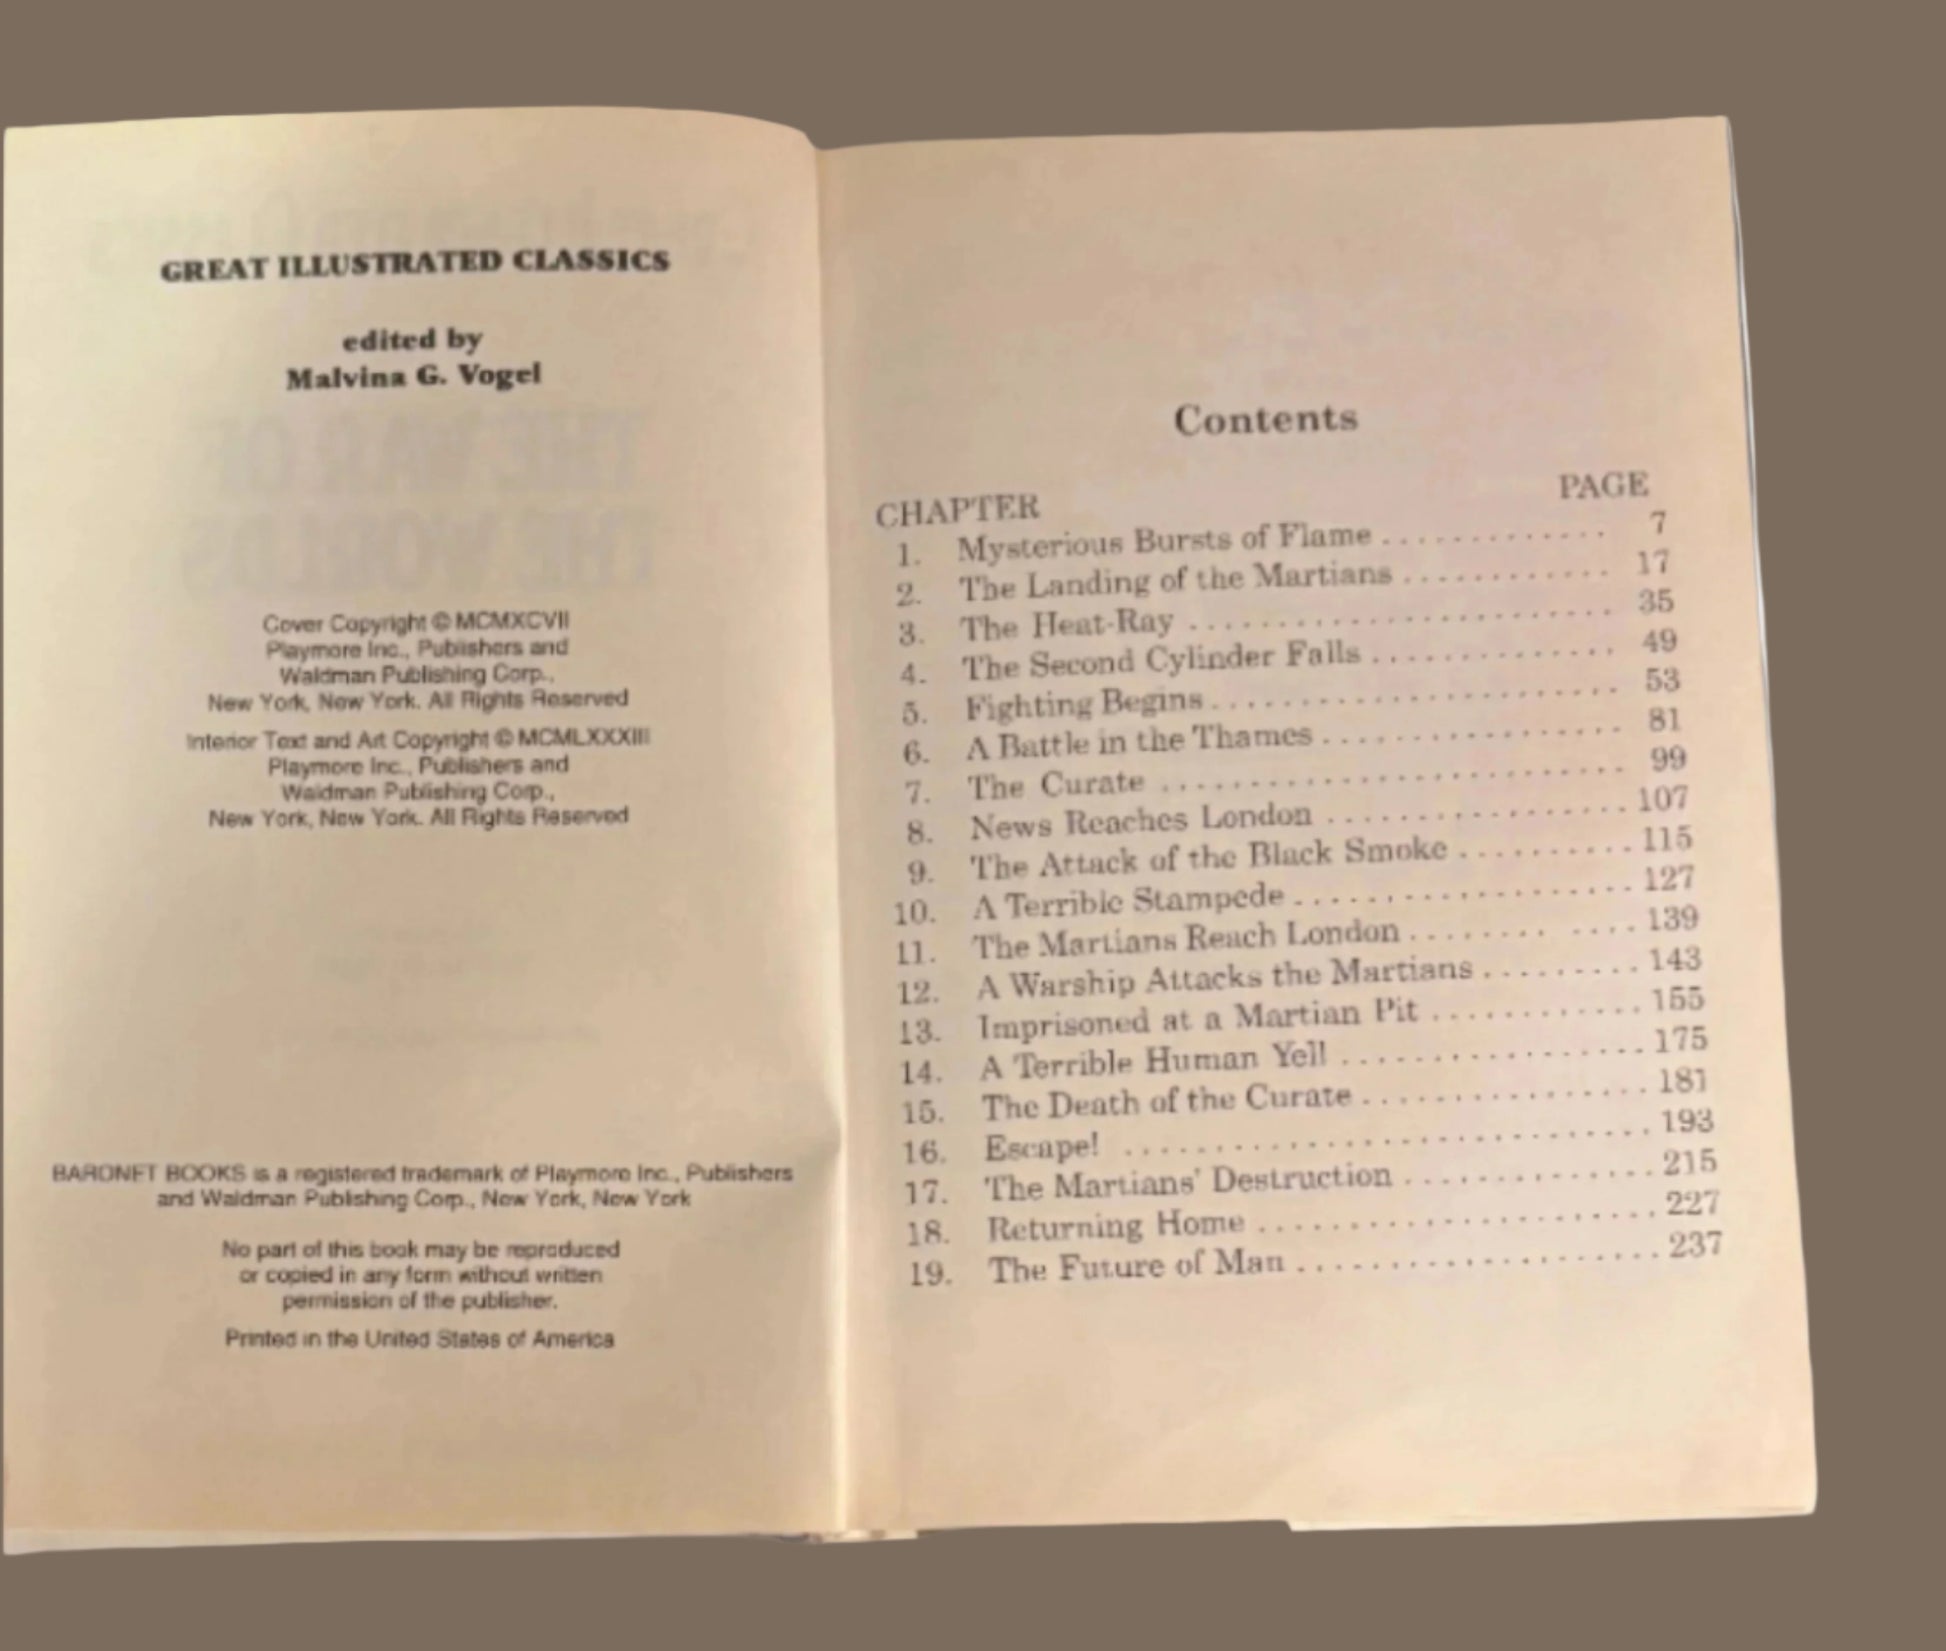 GREAT ILLUSTRATED CLASSICS
edited by
Malvina G. Vogel
Cover Copyright © MCMXCVII
Playmore Inc., Publishers and
Waldman Publishing Corp.,
New York, New York. All Rights Reserved
Interior Text and Art Copyright © MCMLXXXIII
Playmore Inc., Publishers and
Waldman Publishing Corp.,
New York, New York. All Rights Reserved
BARONET BOOKS is a registered trademark of Playmore Inc., Publishers
and Waldman Publishing Corp., New York, New York
No part of this book may be reproduced
or copied in any form without written
permission of the publisher.
Printed in the United States of America
Contents
CHAPTER PAGE
1. Mysterious Bursts of Flame . . . . . . . . . . . . . 7
2. The Landing of the Martians . . . . . . . . . . . . 17
3. The Heat-Ray . . . . . . . . . . . . . . . . . . . . . . . . 35
4. The Second Cylinder Falls . . . . . . . . . . . . . . 49
5. Fighting Begins . . . . . . . . . . . . . . . . . . . . . . . 53
6. A Battle in the Thames . . . . . . . . . . . . . . . . . 81
7. The Curate . . . . . . . . . . . . . . . . . . . . . . . . . . 99
8. News Reaches London . . . . . . . . . . . . . . . . . 107
9. The Attack of the Black Smoke . . . . . . . . . . 115
10. A Terrible Stampede . . . . . . . . . . . . . . . . . . . 127
11. The Martians Reach London . . . . . . . . . . . . 139
12. A Warship Attacks the Martians . . . . . . . . . 143
13. Imprisoned at a Martian Pit . . . . . . . . . . . . 155
14. A Terrible Human Yell . . . . . . . . . . . . . . . . . 175
15. The Death of the Curate . . . . . . . . . . . . . . . . 181
16. Escape! . . . . . . . . . . . . . . . . . . . . . . . . . . . . . 193
17. The Martians' Destruction . . . . . . . . . . . . . . 215
18. Returning Home . . . . . . . . . . . . . . . . . . . . . . 227
19. The Future of Man . . . . . . . . . . . . . . . . . . . . 237